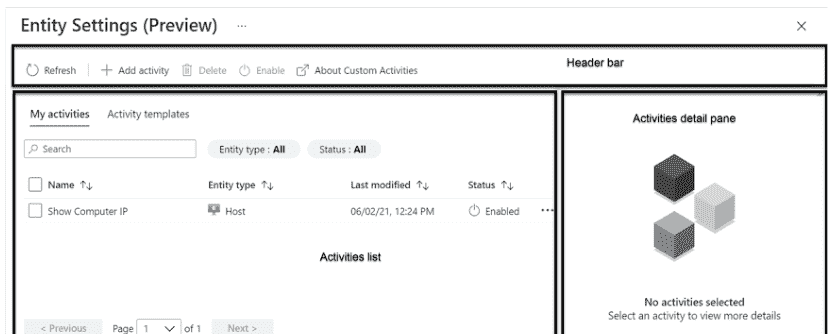 Entity Settings (Preview) ...
Refresh + Add activity Delete Enable About Custom Activities
Header bar
My activities Activity templates
Search Entity type : All Status : All
Name ↑↓ Entity type ↑↓ Last modified ↑↓ Status ↑↓
Show Computer IP Host 06/02/21, 12:24 PM Enabled ...
Activities list
< Previous Page 1 of 1 Next >
Activities detail pane
No activities selected
Select an activity to view more details